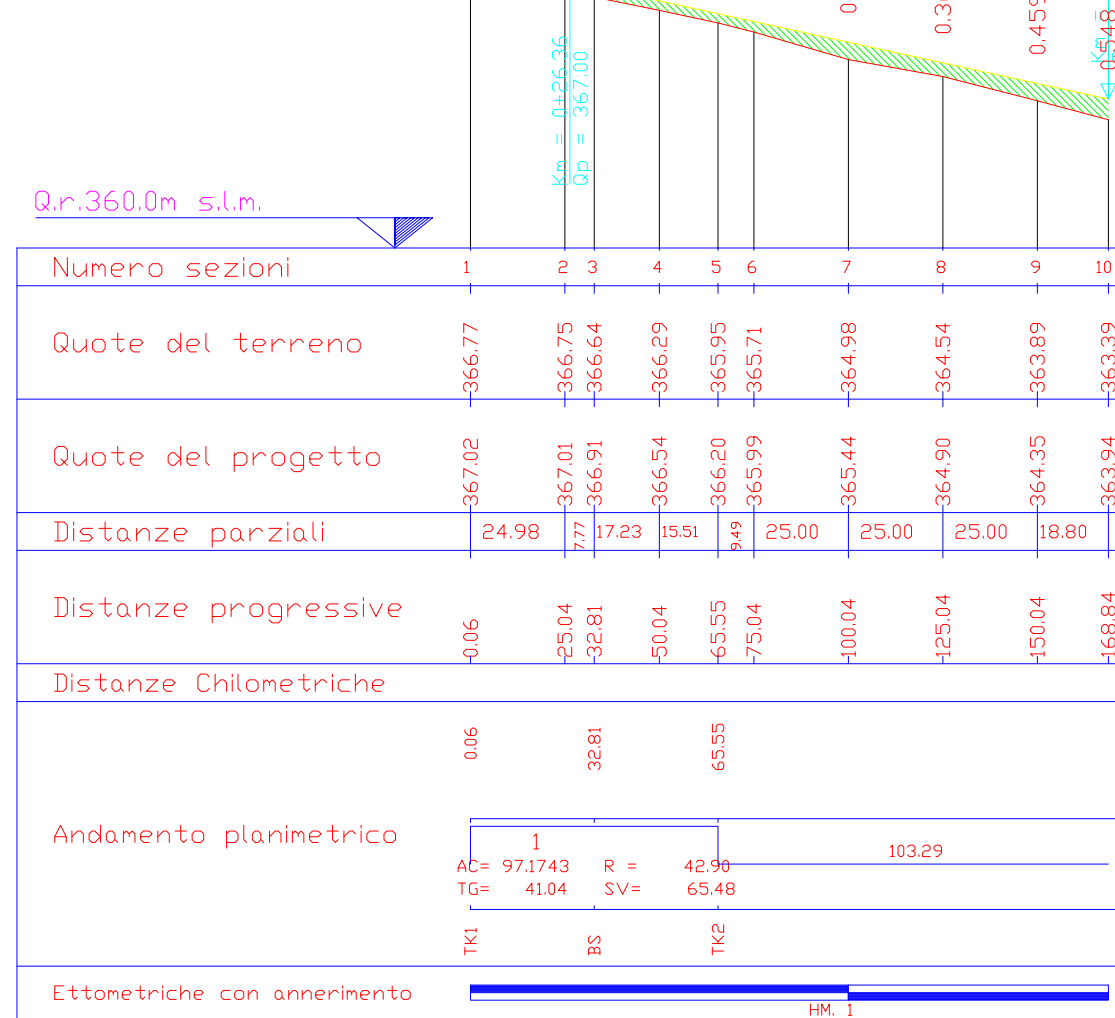 0.459
0.548
Km = 0+26.36
Qp = 367.00
Q.r.360.0m s.l.m.
Numero sezioni 1 2 3 4 5 6 7 8 9 10
Quote del terreno 366.77 366.75 366.64 366.29 365.95 365.71 364.98 364.54 363.89 363.39
Quote del progetto 367.02 367.01 366.91 366.54 366.20 365.99 365.44 364.90 364.35 363.94
Distanze parziali 24.98 7.77 17.23 15.51 9.49 25.00 25.00 25.00 18.80
Distanze progressive 0.06 25.04 32.81 50.04 65.55 75.04 100.04 125.04 150.04 168.84
Distanze Chilometriche
0.06 32.81 65.55
Andamento planimetrico
1
103.29
AC= 97.1743 R = 42.90
TG= 41.04 SV= 65.48
TK1 BS TK2
Ettometriche con annerimento
HM. 1